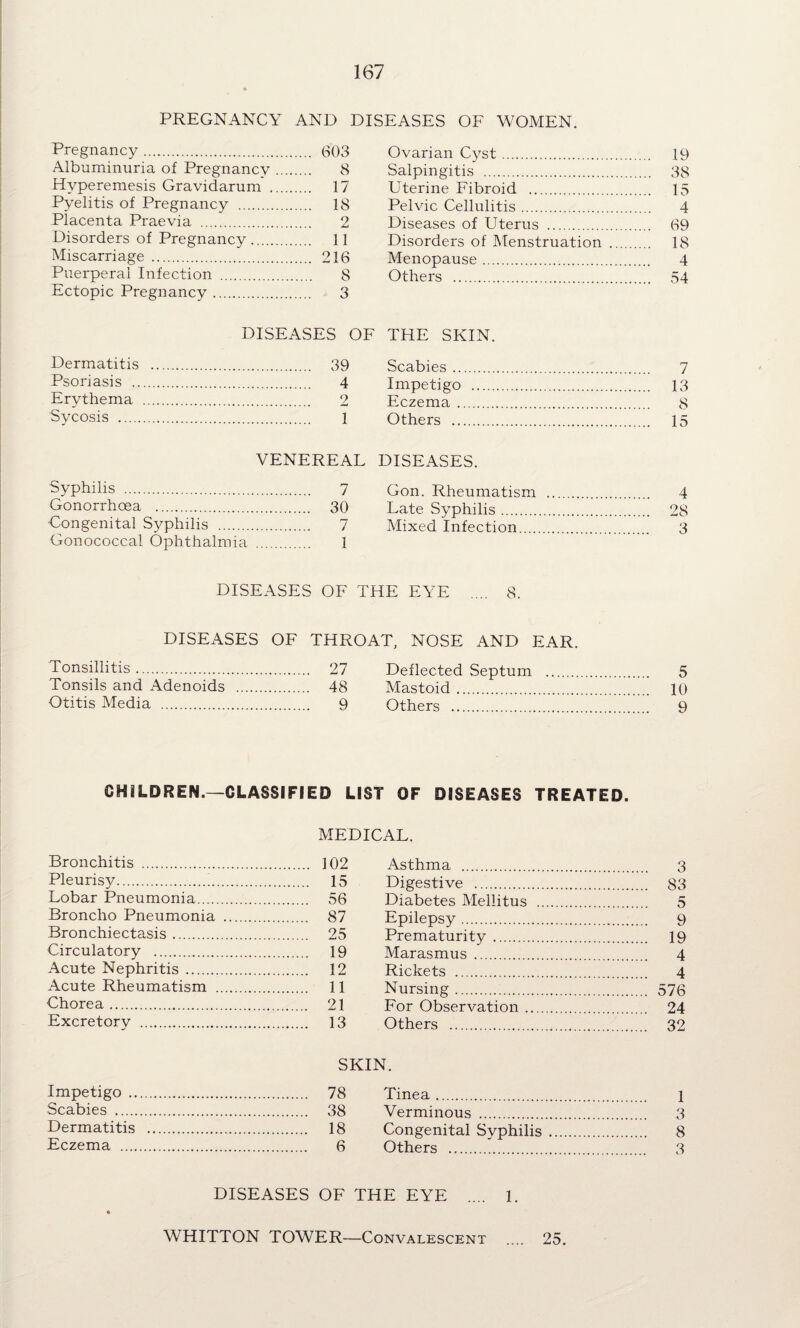 167
PREGNANCY AND DISEASES OF WOMEN.
Pregnancy .... 603
Albuminuria of Pregnancy .... 8
Hyperemesis Gravidarum .... 17
Pyelitis of Pregnancy .... 18
Placenta Praevia .... 2
Disorders of Pregnancy .... 11
Miscarriage .... 216
Puerperal Infection .... 8
Ectopic Pregnancy .... 3
Ovarian Cyst .... 19
Salpingitis .... 38
Uterine Fibroid .... 15
Pelvic Cellulitis .... 4
Diseases of Uterus .... 69
Disorders of Menstruation .... 18
Menopause .... 4
Others .... 54
DISEASES OF THE SKIN.
Dermatitis .... 39
Psoriasis .... 4
Erythema .... 2
Sycosis .... 1
Scabies .... 7
Impetigo .... 13
Eczema .... 8
Others .... 15
VENEREAL DISEASES.
Syphilis .... 7
Gonorrhoea .... 30
Congenital Syphilis .... 7
Gonococcal Ophthalmia .... 1
Gon. Rheumatism .... 4
Late Syphilis .... 28
Mixed Infection .... 3
DISEASES OF THE EYE .... 8.
DISEASES OF THROAT, NOSE AND EAR.
Tonsillitis .... 27
Tonsils and Adenoids .... 48
Otitis Media .... 9
Deflected Septum .... 5
Mastoid .... 10
Others .... 9
CHILDREN.—CLASSIFIED LIST OF DISEASES TREATED.
MEDICAL.
Bronchitis .... 102
Pleurisy .... 15
Lobar Pneumonia .... 56
Broncho Pneumonia .... 87
Bronchiectasis .... 25
Circulatory .... 19
Acute Nephritis .... 12
Acute Rheumatism .... 11
Chorea .... 21
Excretory .... 13
Asthma .... 3
Digestive .... 83
Diabetes Mellitus .... 5
Epilepsy .... 9
Prematurity .... 19
Marasmus .... 4
Rickets .... 4
Nursing .... 576
For Observation .... 24
Others .... 32
SKIN.
Impetigo .... 78
Scabies .... 38
Dermatitis .... 18
Eczema .... 6
Tinea .... 1
Verminous .... 3
Congenital Syphilis .... 8
Others .... 3
DISEASES OF THE EYE .... 1.
WHITTON TOWER—CONVALESCENT .... 25.